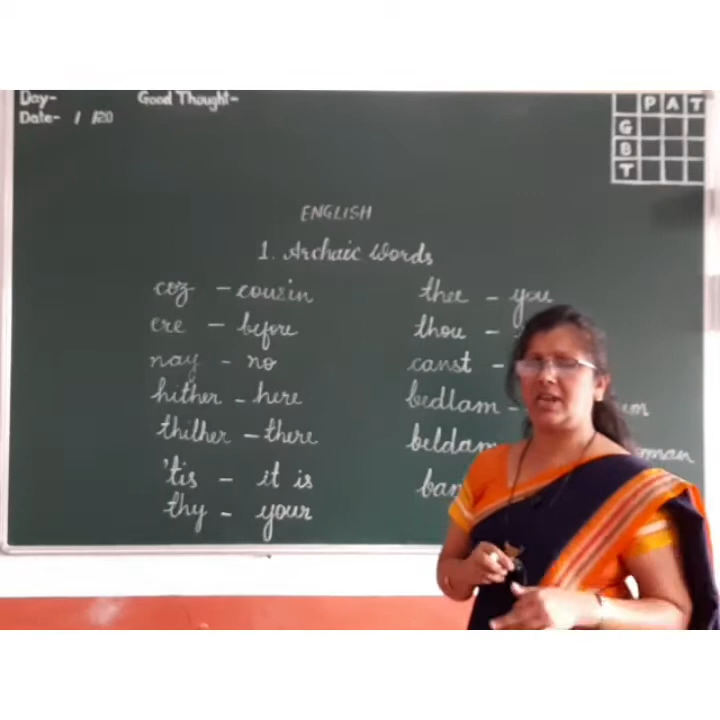 Day-
Date- / /20
Good Thought-
P A T
G
B
T
ENGLISH
1. Archaic Words
coz - cousin
ere - before
nay - no
hither - here
thither - there
'tis - it is
thy - your
thee - you
thou -
canst -
bedlam -
beldam